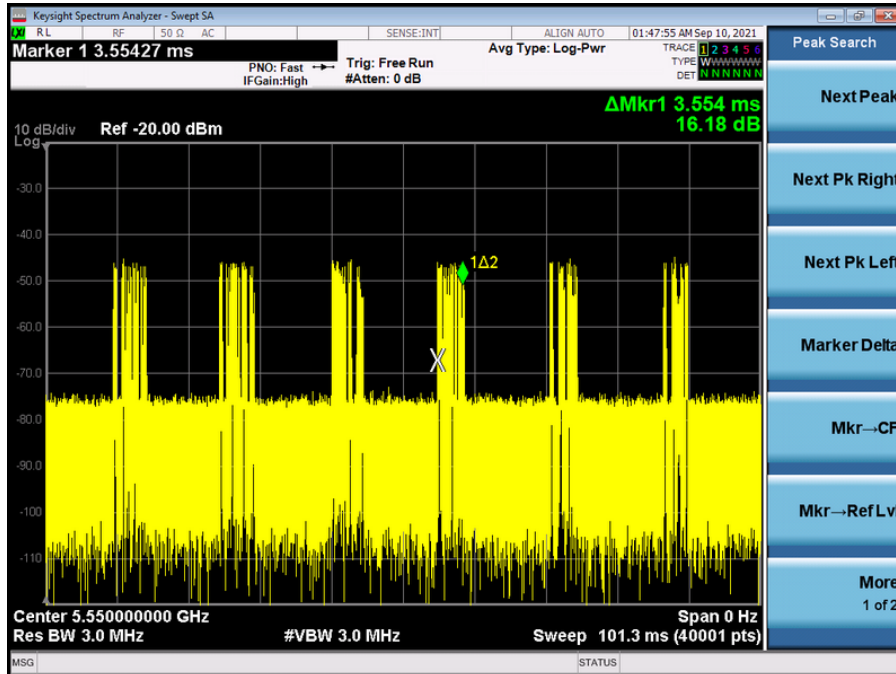 Keysight Spectrum Analyzer - Swept SA
RL RF 50 Ω AC SENSE:INT ALIGN AUTO 01:47:55 AM Sep 10, 2021
Marker 1 3.55427 ms
PNO: Fast
IFGain:High
Trig: Free Run
#Atten: 0 dB
Avg Type: Log-Pwr
TRACE 1 2 3 4 5 6
TYPE W
DET N N N N N N
Peak Search
ΔMkr1 3.554 ms
16.18 dB
10 dB/div Ref -20.00 dBm
Log
-30.0
-40.0
-50.0
-60.0
-70.0
-80.0
-90.0
-100
-110
1Δ2
X
Center 5.550000000 GHz
Span 0 Hz
Res BW 3.0 MHz
#VBW 3.0 MHz
Sweep 101.3 ms (40001 pts)
MSG
STATUS
Next Peak
Next Pk Right
Next Pk Left
Marker Delta
Mkr→CF
Mkr→Ref Lvl
More
1 of 2